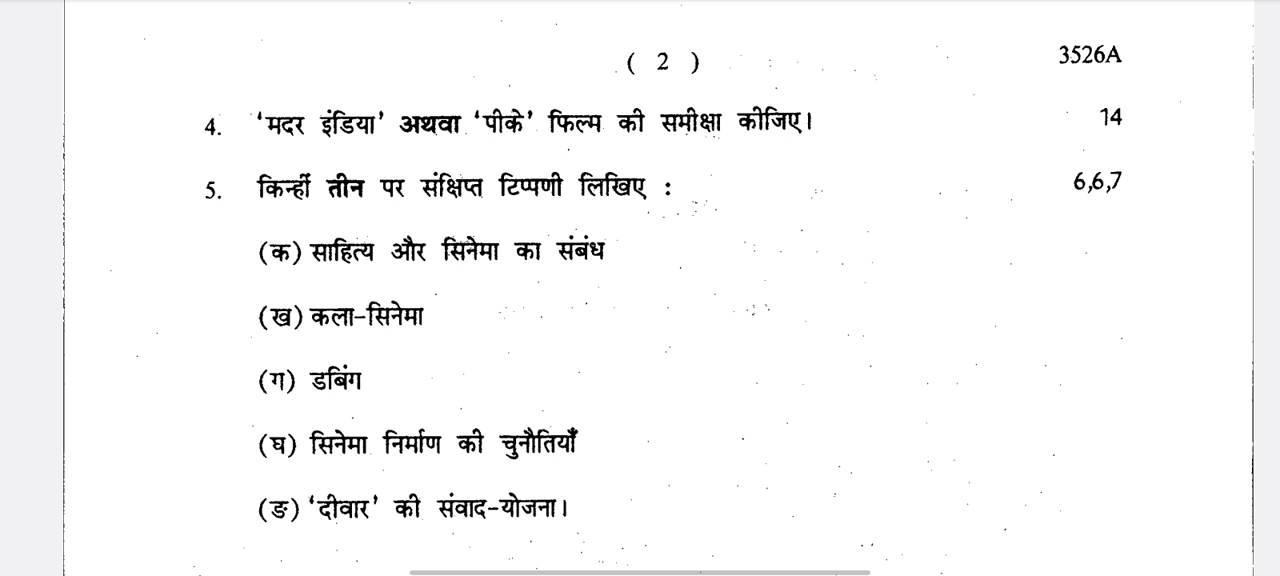 ( 2 ) 3526A
4. 'मदर इंडिया' अथवा 'पीके' फिल्म की समीक्षा कीजिए। 14
5. किन्हीं तीन पर संक्षिप्त टिप्पणी लिखिए : 6,6,7
(क) साहित्य और सिनेमा का संबंध
(ख) कला-सिनेमा
(ग) डबिंग
(घ) सिनेमा निर्माण की चुनौतियाँ
(ङ) 'दीवार' की संवाद-योजना।